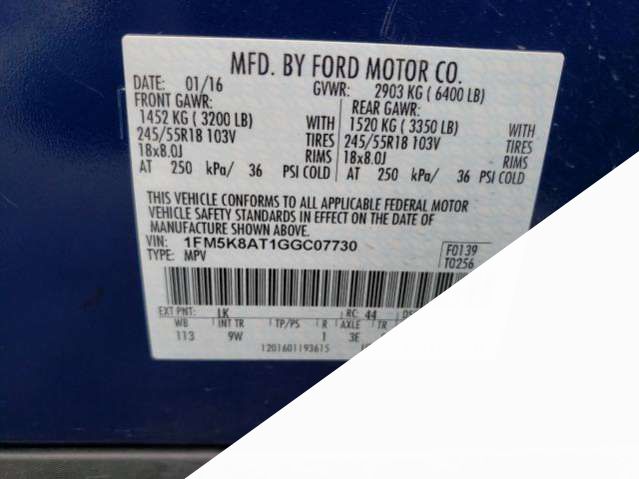 MFD. BY FORD MOTOR CO.
DATE: 01/16 GVWR: 2903 KG ( 6400 LB)
FRONT GAWR: REAR GAWR:
1452 KG ( 3200 LB) WITH 1520 KG ( 3350 LB) WITH
245/55R18 103V TIRES 245/55R18 103V TIRES
18x8.0J RIMS 18x8.0J RIMS
AT 250 kPa/ 36 PSI COLD AT 250 kPa/ 36 PSI COLD
THIS VEHICLE CONFORMS TO ALL APPLICABLE FEDERAL MOTOR
VEHICLE SAFETY STANDARDS IN EFFECT ON THE DATE OF
MANUFACTURE SHOWN ABOVE.
VIN: 1FM5K8AT1GGC07730 F0139
TYPE: MPV T0256
EXT PNT: LK RC: 44
WB INT TR TP/PS R AXLE TR
113 9W 1 3E
1201601193615